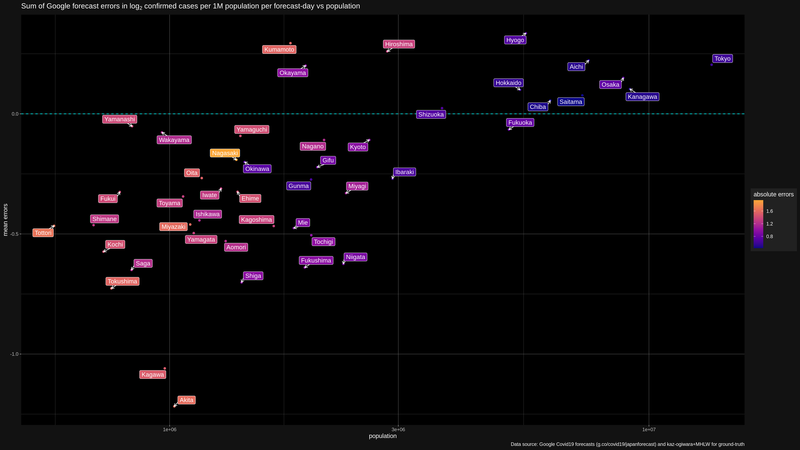 Sum of Google forecast errors in log2 confirmed cases per 1M population per forecast-day vs population
Hyogo
Hiroshima
Kumamoto
Tokyo
Aichi
Okayama
Hokkaido
Osaka
Kanagawa
Saitama
Chiba
0.0
Shizuoka
Yamanashi
Fukuoka
Yamaguchi
Wakayama
Nagano
Kyoto
Nagasaki
Gifu
Okinawa
Oita
Ibaraki
Gunma
Miyagi
absolute errors
1.6
1.2
0.8
Fukui
Iwate
Ehime
Toyama
Ishikawa
Shimane
Kagoshima
Mie
Miyazaki
mean errors
-0.5
Tottori
Yamagata
Tochigi
Kochi
Aomori
Niigata
Fukushima
Saga
Shiga
Tokushima
-1.0
Kagawa
Akita
1e+06
3e+06
1e+07
population
Data source: Google Covid19 forecasts (g.co/covid19/japanforecast) and kaz-ogiwara+MHLW for ground-truth